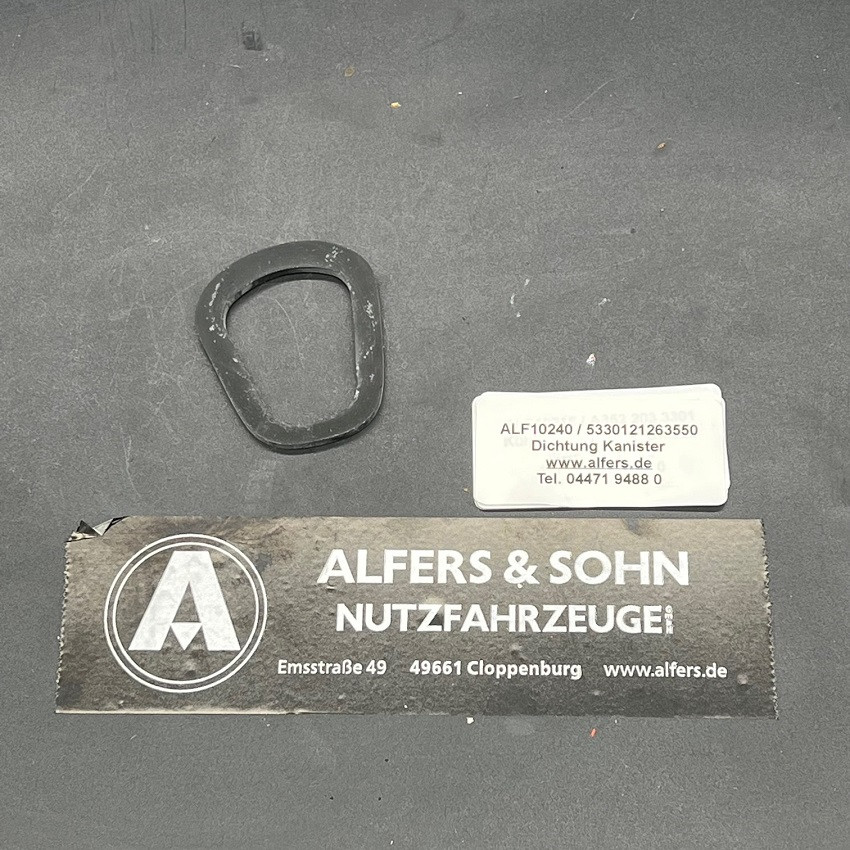 ALF10240 / 5330121263550
Dichtung Kanister
www.alfers.de
Tel. 04471 9488 0
ALFERS & SOHN
NUTZFAHRZEUGE
Emsstraße 49 49661 Cloppenburg www.alfers.de